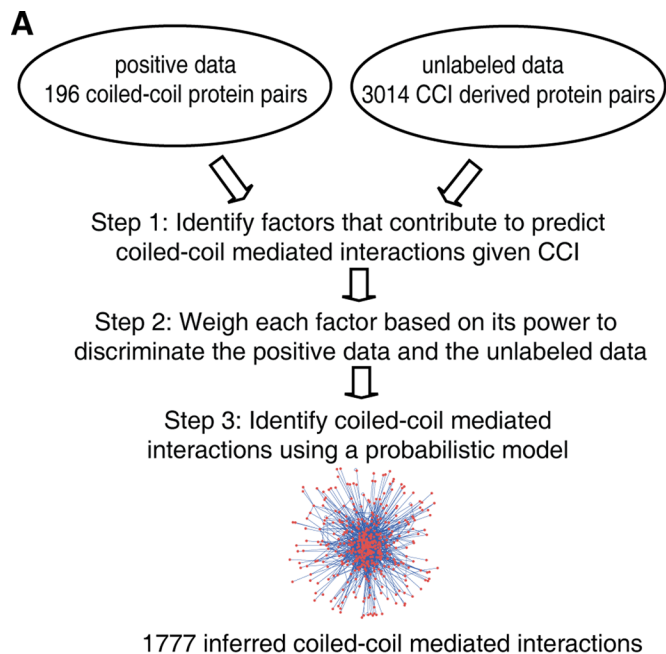 A
positive data
196 coiled-coil protein pairs
unlabeled data
3014 CCI derived protein pairs
Step 1: Identify factors that contribute to predict
coiled-coil mediated interactions given CCI
Step 2: Weigh each factor based on its power to
discriminate the positive data and the unlabeled data
Step 3: Identify coiled-coil mediated
interactions using a probabilistic model
1777 inferred coiled-coil mediated interactions